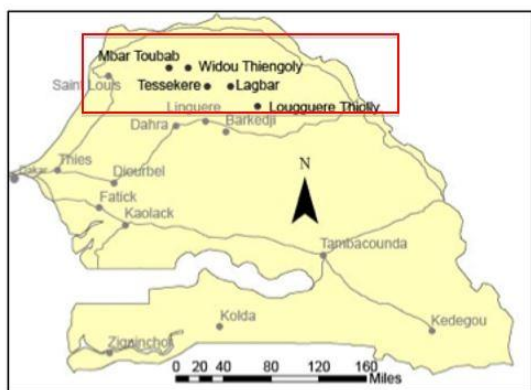 Mbar Toubab
Widou Thiengoly
Saint Louis
Tessekere
Lagbar
Lougguere Thiolly
Linguere
Dahra
Barkedji
Thies
Dakar
Diourbel
N
Fatick
Kaolack
Tambacounda
Kolda
Kedegou
Ziguinchor
0 20 40 80 120 160
Miles